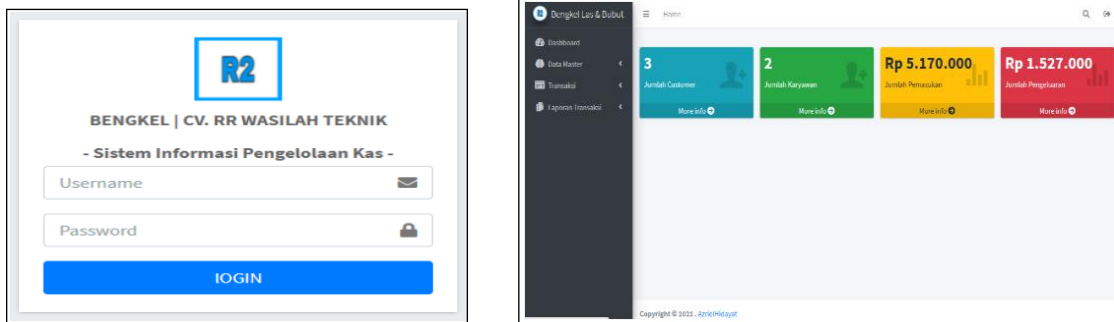 R2
BENGKEL | CV. RR WASILAH TEKNIK
- Sistem Informasi Pengelolaan Kas -
Username
Password
lOGIN
Bengkel Las & Bubut
Dashboard
Data Master
Transaksi
Laporan Transaksi
Home
3
Jumlah Customer
More info
2
Jumlah Karyawan
More info
Rp 5.170.000
Jumlah Pemasukan
More info
Rp 1.527.000
Jumlah Pengeluaran
More info
Copyright © 2021 . AzrielHidayat